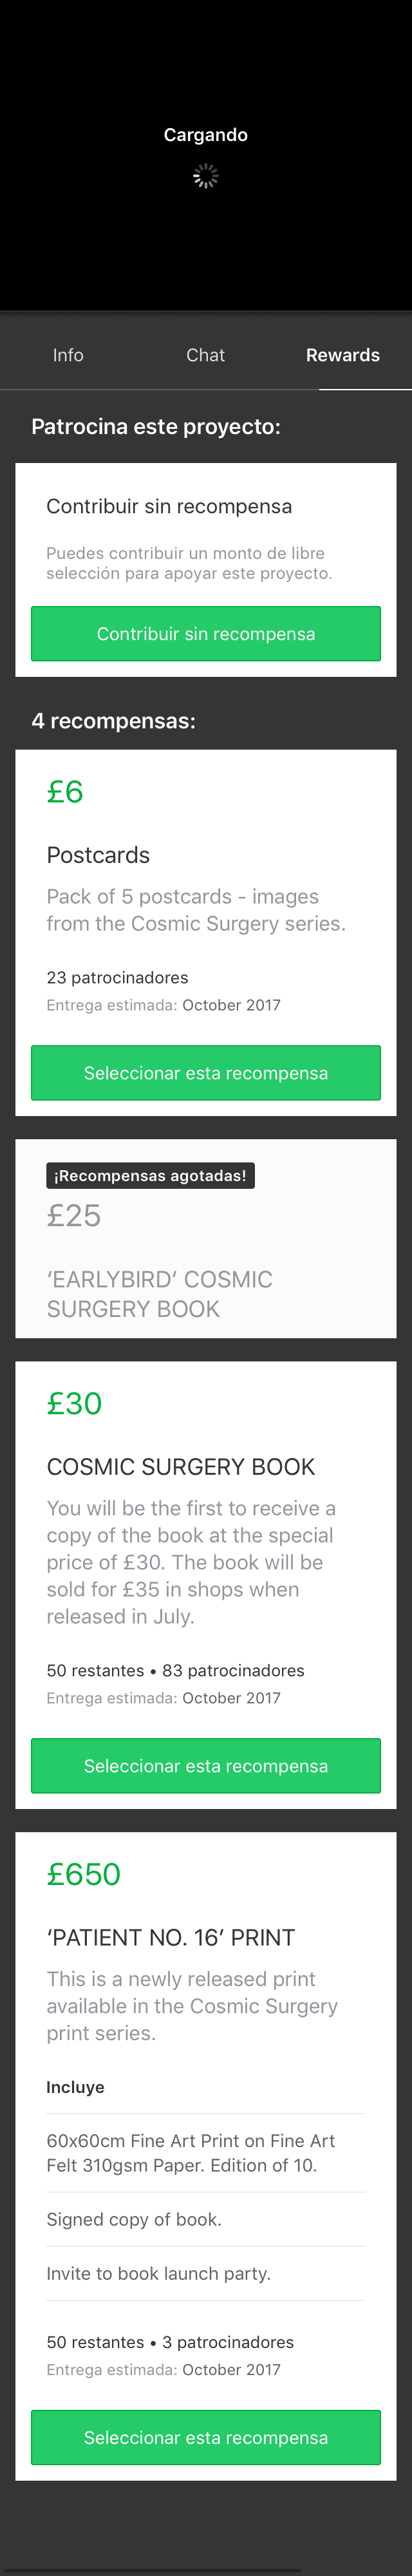 Cargando
Info
Chat
Rewards
Patrocina este proyecto:
Contribuir sin recompensa
Puedes contribuir un monto de libre
selección para apoyar este proyecto.
Contribuir sin recompensa
4 recompensas:
£6
Postcards
Pack of 5 postcards - images
from the Cosmic Surgery series.
23 patrocinadores
Entrega estimada: October 2017
Seleccionar esta recompensa
¡Recompensas agotadas!
£25
‘EARLYBIRD’ COSMIC
SURGERY BOOK
£30
COSMIC SURGERY BOOK
You will be the first to receive a
copy of the book at the special
price of £30. The book will be
sold for £35 in shops when
released in July.
50 restantes • 83 patrocinadores
Entrega estimada: October 2017
Seleccionar esta recompensa
£650
‘PATIENT NO. 16’ PRINT
This is a newly released print
available in the Cosmic Surgery
print series.
Incluye
60x60cm Fine Art Print on Fine Art
Felt 310gsm Paper. Edition of 10.
Signed copy of book.
Invite to book launch party.
50 restantes • 3 patrocinadores
Entrega estimada: October 2017
Seleccionar esta recompensa